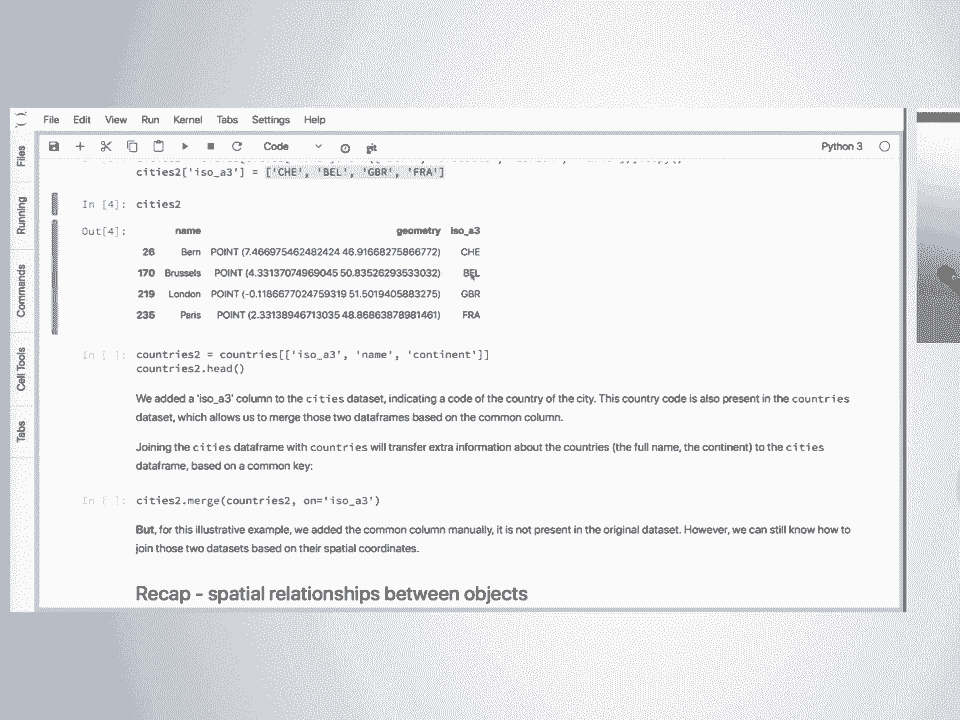 File Edit View Run Kernel Tabs Settings Help
Code git Python 3
Files
Running
Commands
Cell Tools
Tabs
cities2['iso_a3'] = ['CHE', 'BEL', 'GBR', 'FRA']
In [4]: cities2
Out[4]: name geometry iso_a3
26 Bern POINT (7.466975462482424 46.91668275866772) CHE
170 Brussels POINT (4.33137074969045 50.83526293533032) BEL
219 London POINT (-0.1186677024759319 51.5019405883275) GBR
235 Paris POINT (2.33138946713035 48.86863878981461) FRA
In [ ]: countries2 = countries[['iso_a3', 'name', 'continent']]
countries2.head()
We added a 'iso_a3' column to the cities dataset, indicating a code of the country of the city. This country code is also present in the countries
dataset, which allows us to merge those two dataframes based on the common column.
Joining the cities dataframe with countries will transfer extra information about the countries (the full name, the continent) to the cities
dataframe, based on a common key:
In [ ]: cities2.merge(countries2, on='iso_a3')
But, for this illustrative example, we added the common column manually, it is not present in the original dataset. However, we can still know how to
join those two datasets based on their spatial coordinates.
Recap - spatial relationships between objects